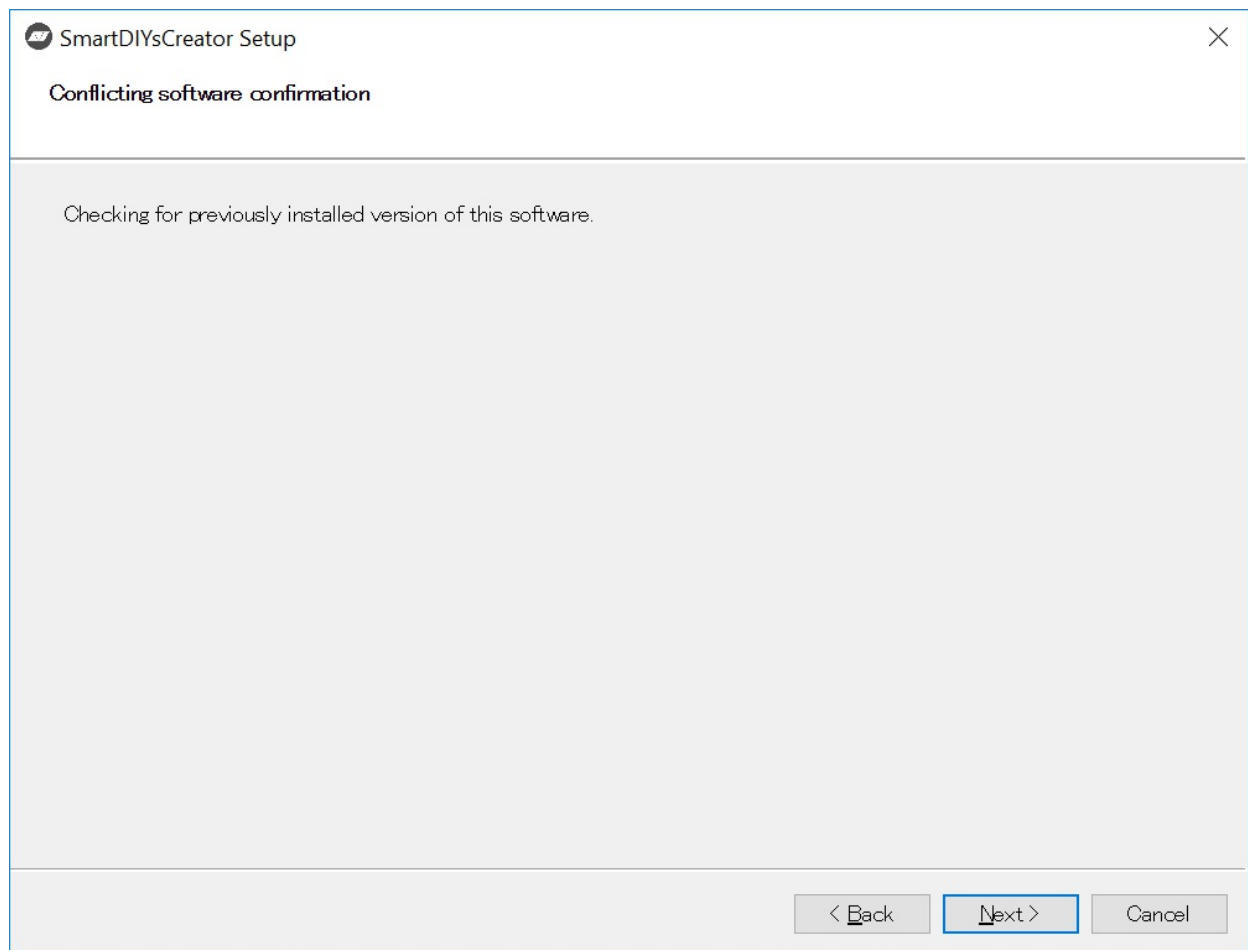 SmartDIYsCreator Setup
Conflicting software confirmation
Checking for previously installed version of this software.
< Back
Next >
Cancel